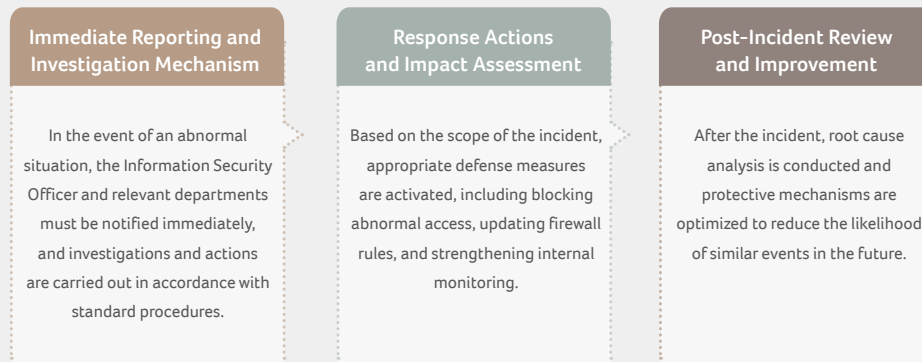 Immediate Reporting and
Investigation Mechanism
In the event of an abnormal
situation, the Information Security
Officer and relevant departments
must be notified immediately,
and investigations and actions
are carried out in accordance with
standard procedures.
Response Actions
and Impact Assessment
Based on the scope of the incident,
appropriate defense measures
are activated, including blocking
abnormal access, updating firewall
rules, and strengthening internal
monitoring.
Post-Incident Review
and Improvement
After the incident, root cause
analysis is conducted and
protective mechanisms are
optimized to reduce the likelihood
of similar events in the future.